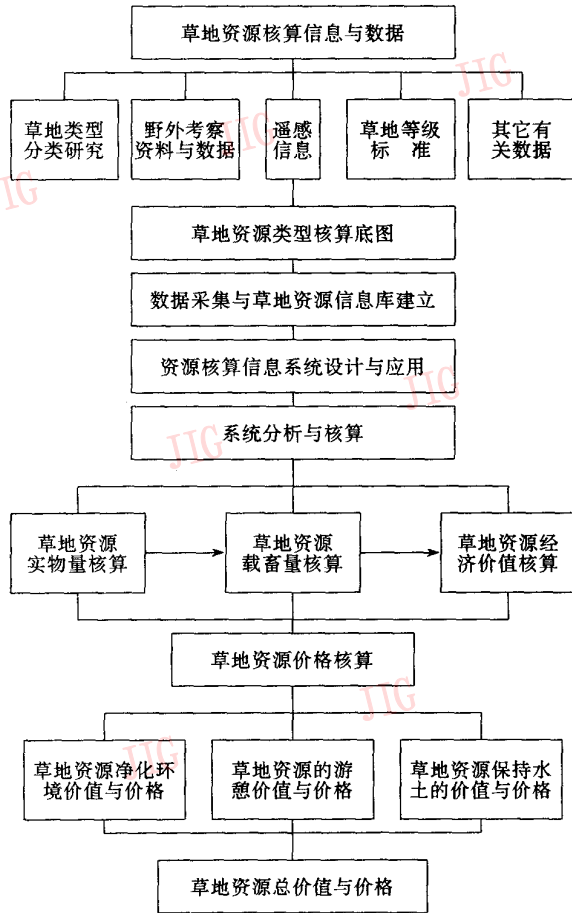 草地资源核算信息与数据
JIG
草地类型
分类研究
野外考察
资料与数据
JIG
遥感
信息
草地等级
标 准
其它有
关数据
JIG
草地资源类型核算底图
数据采集与草地资源信息库建立
资源核算信息系统设计与应用
JIG
系统分析与核算
JIG
草地资源
实物量核算
草地资源
载畜量核算
草地资源经
济价值核算
草地资源价格核算
JIG
草地资源净化环
境价值与价格
JIG
草地资源的游
憩价值与价格
草地资源保持水
土的价值与价格
草地资源总价值与价格